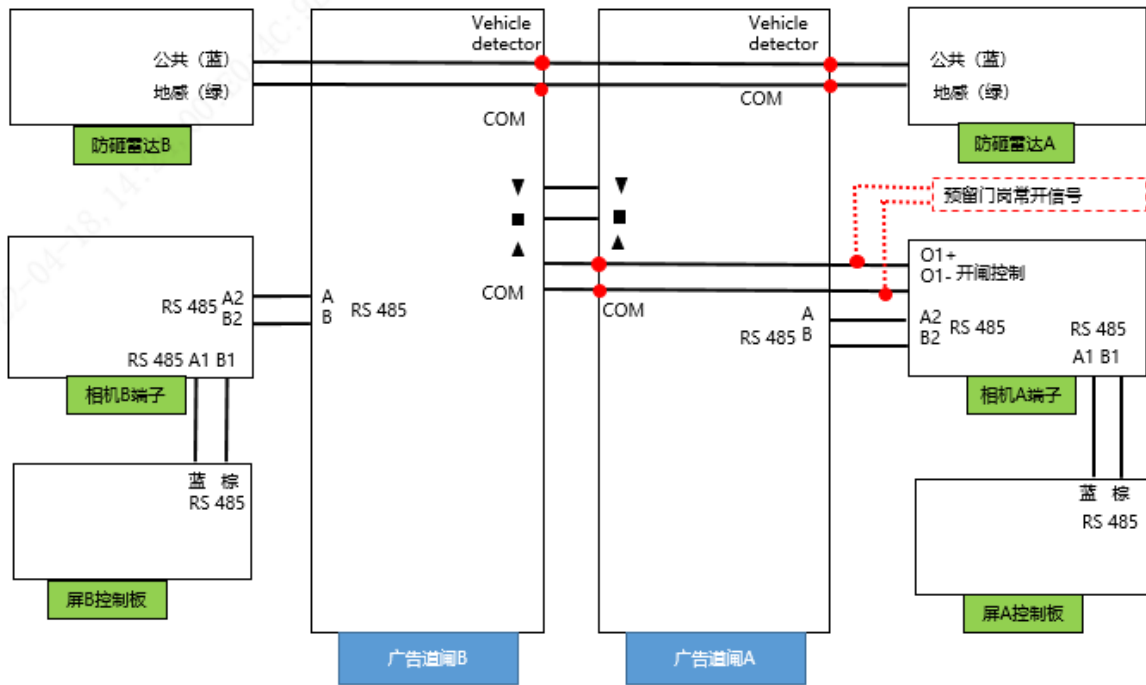 公共（蓝）
地感（绿）
防砸雷达B
Vehicle
detector
COM
Vehicle
detector
COM
公共（蓝）
地感（绿）
防砸雷达A
▼
■
▲
COM
▼
■
▲
COM
预留门岗常开信号
O1+
O1- 开闸控制
A2
B2
RS 485
RS 485
A1 B1
相机A端子
A
B
RS 485
RS 485
A2
B2
RS 485 A1 B1
相机B端子
A
B
RS 485
蓝 棕
RS 485
屏B控制板
蓝 棕
RS 485
屏A控制板
广告道闸B
广告道闸A